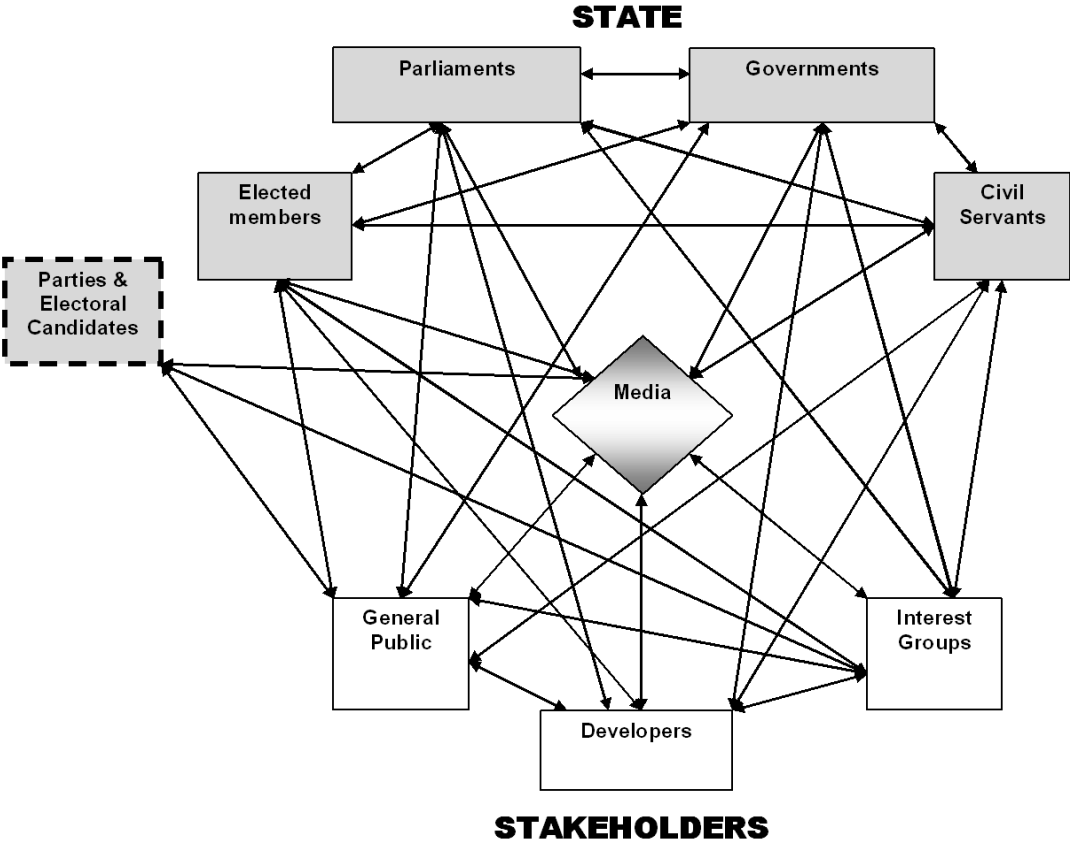 STATE
Parliaments
Governments
Elected
members
Civil
Servants
Parties &
Electoral
Candidates
Media
General
Public
Interest
Groups
Developers
STAKEHOLDERS